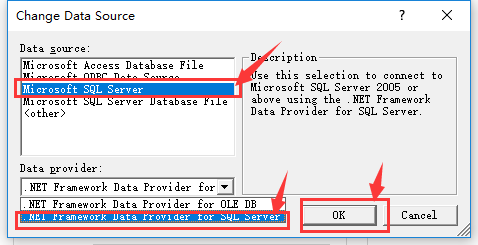 Change Data Source
? ×
Data source:
Microsoft Access Database File
Microsoft ODBC Data Source
Microsoft SQL Server
Microsoft SQL Server Database File
<other>
Description
Use this selection to connect to
Microsoft SQL Server 2005 or
above using the .NET Framework
Data Provider for SQL Server.
Data provider:
.NET Framework Data Provider for
.NET Framework Data Provider for OLE DB
.NET Framework Data Provider for SQL Server
OK
Cancel